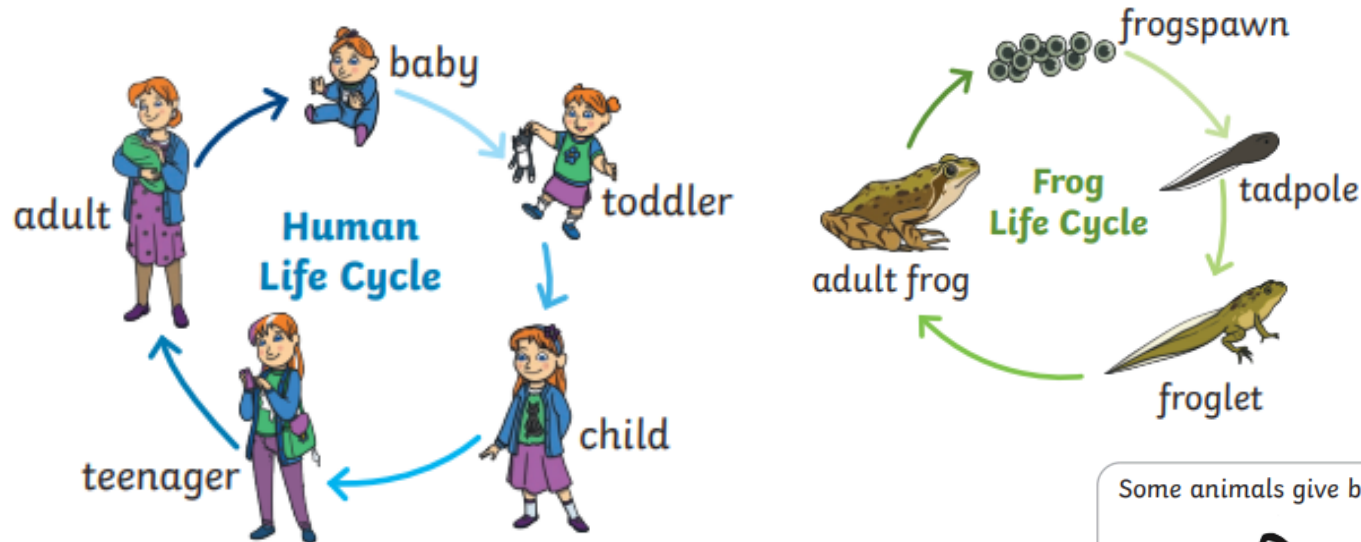 baby
toddler
adult
Human
Life Cycle
child
teenager
frogspawn
tadpole
Frog
Life Cycle
adult frog
froglet
Some animals give b